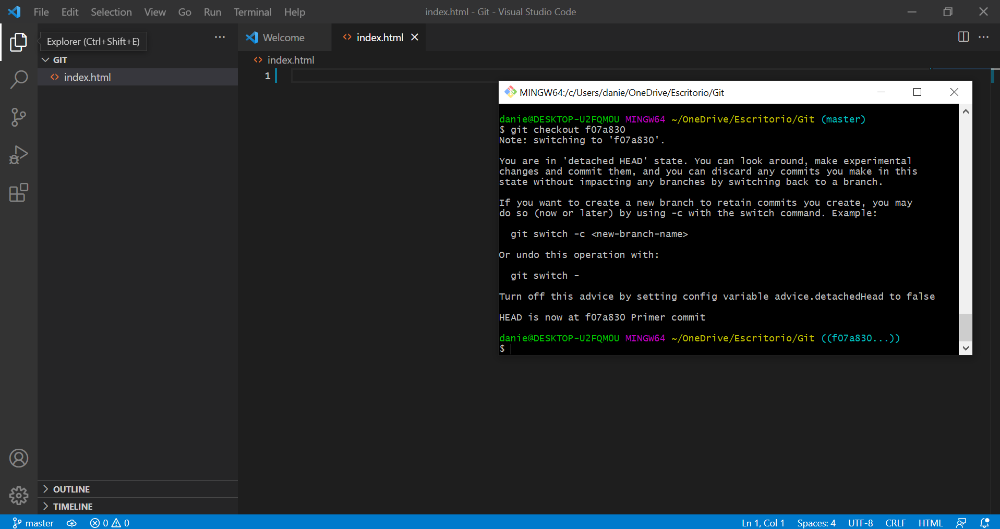 File Edit Selection View Go Run Terminal Help
index.html - Git - Visual Studio Code
Explorer (Ctrl+Shift+E)
GIT
index.html
OUTLINE
TIMELINE
Welcome
index.html
index.html
1
MINGW64:/c/Users/danie/OneDrive/Escritorio/Git
danie@DESKTOP-U2FQM0U MINGW64 ~/OneDrive/Escritorio/Git (master)
$ git checkout f07a830
Note: switching to 'f07a830'.
You are in 'detached HEAD' state. You can look around, make experimental
changes and commit them, and you can discard any commits you make in this
state without impacting any branches by switching back to a branch.
If you want to create a new branch to retain commits you create, you may
do so (now or later) by using -c with the switch command. Example:
git switch -c <new-branch-name>
Or undo this operation with:
git switch -
Turn off this advice by setting config variable advice.detachedHead to false
HEAD is now at f07a830 Primer commit
danie@DESKTOP-U2FQM0U MINGW64 ~/OneDrive/Escritorio/Git ((f07a830...))
$
master 0 0
Ln 1, Col 1 Spaces: 4 UTF-8 CRLF HTML